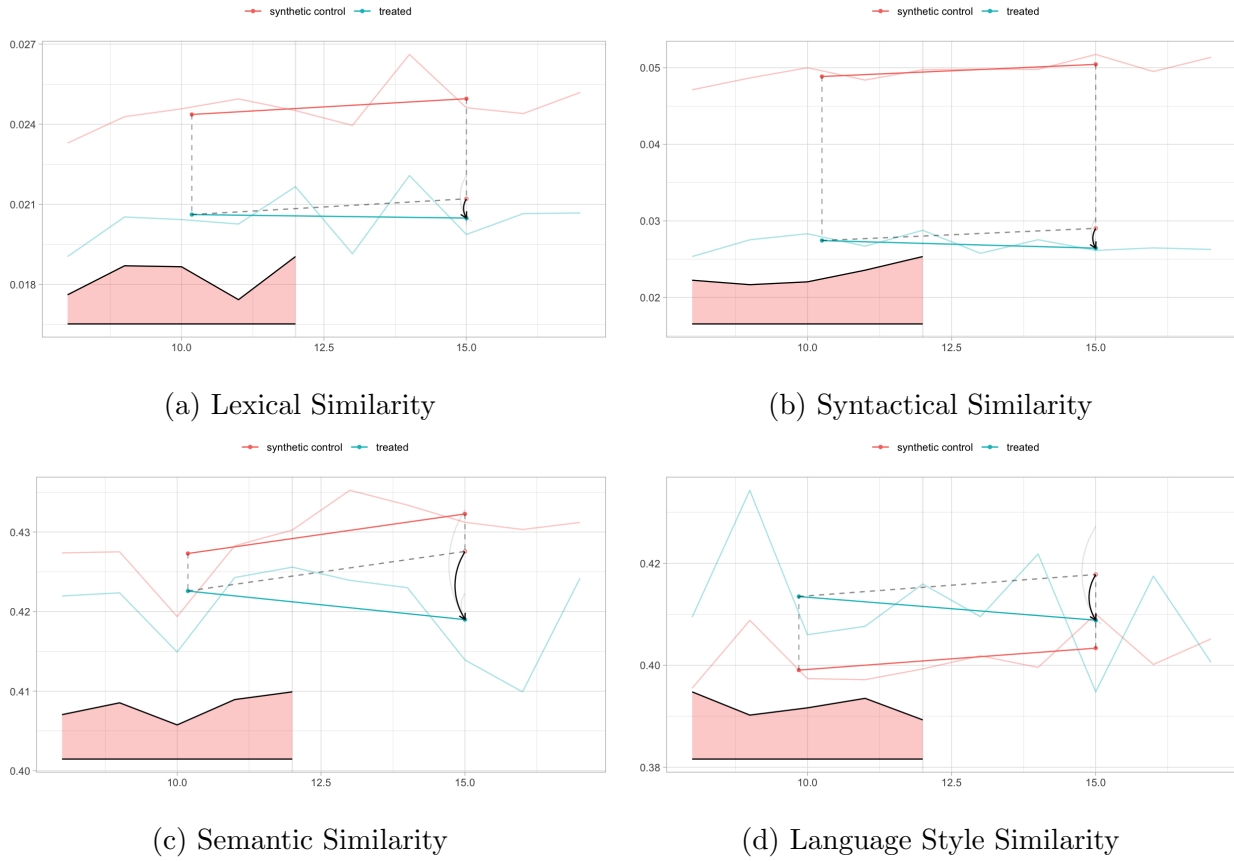 synthetic control treated
synthetic control treated
0.027
0.024
0.021
0.018
10.0 12.5 15.0
0.05
0.04
0.03
0.02
10.0 12.5 15.0
(a) Lexical Similarity
(b) Syntactical Similarity
synthetic control treated
synthetic control treated
0.43
0.42
0.41
0.40
10.0 12.5 15.0
0.42
0.40
0.38
10.0 12.5 15.0
(c) Semantic Similarity
(d) Language Style Similarity